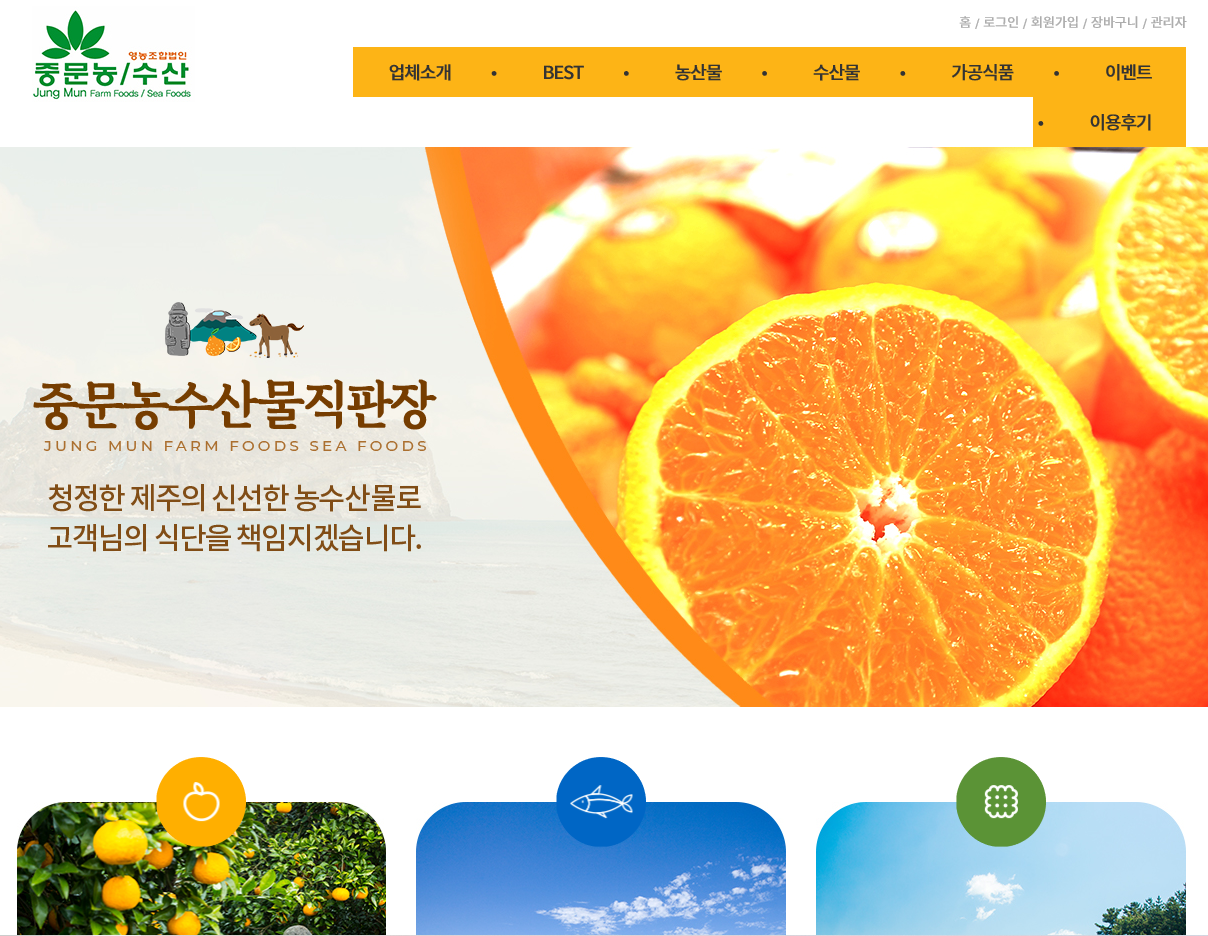 홈 / 로그인 / 회원가입 / 장바구니 / 관리자
영농조합법인
중문농/수산
Jung Mun Farm Foods / Sea Foods
업체소개 • BEST • 농산물 • 수산물 • 가공식품 • 이벤트
• 이용후기
중문농수산물직판장
JUNG MUN FARM FOODS SEA FOODS
청정한 제주의 신선한 농수산물로
고객님의 식단을 책임지겠습니다.